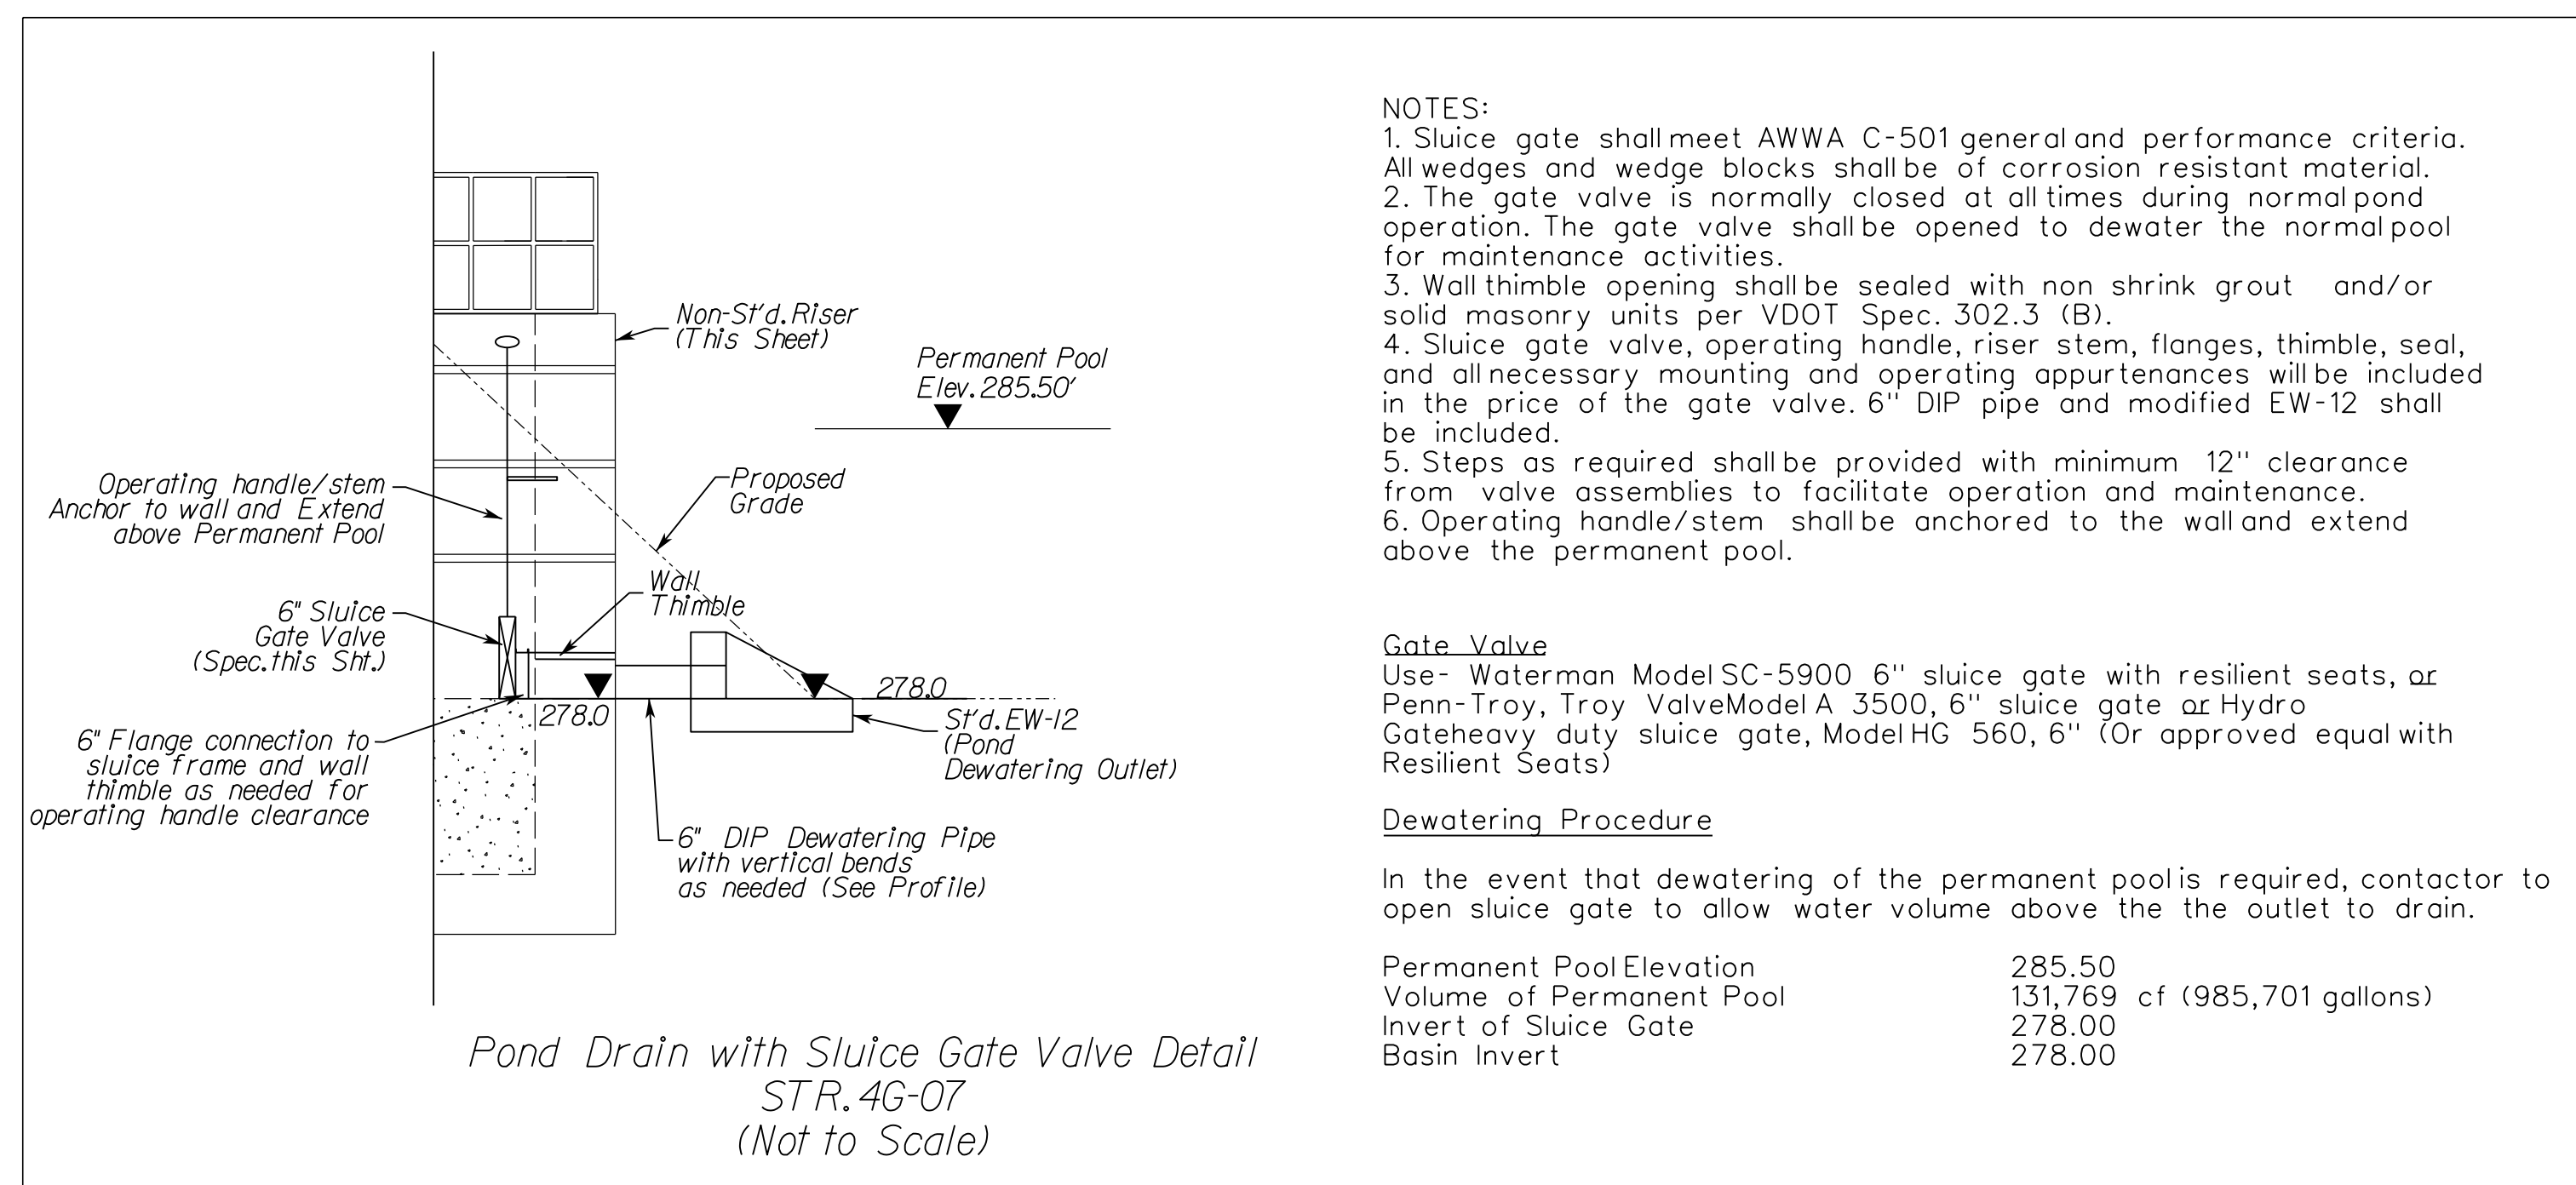 Non-St'd. Riser
(This Sheet)
Permanent Pool
Elev. 285.50'
Operating handle/stem
Anchor to wall and Extend
above Permanent Pool
Proposed
Grade
Wall
Thimble
6" Sluice
Gate Valve
(Spec. this Sht.)
278.0
278.0
St'd. EW-12
(Pond
Dewatering Outlet)
6" Flange connection to
sluice frame and wall
thimble as needed for
operating handle clearance
6" DIP Dewatering Pipe
with vertical bends
as needed (See Profile)
Pond Drain with Sluice Gate Valve Detail
STR. 4G-07
(Not to Scale)
NOTES:
1. Sluice gate shall meet AWWA C-501 general and performance criteria.
All wedges and wedge blocks shall be of corrosion resistant material.
2. The gate valve is normally closed at all times during normal pond
operation. The gate valve shall be opened to dewater the normal pool
for maintenance activities.
3. Wall thimble opening shall be sealed with non shrink grout and/or
solid masonry units per VDOT Spec. 302.3 (B).
4. Sluice gate valve, operating handle, riser stem, flanges, thimble, seal,
and all necessary mounting and operating appurtenances will be included
in the price of the gate valve. 6" DIP pipe and modified EW-12 shall
be included.
5. Steps as required shall be provided with minimum 12" clearance
from valve assemblies to facilitate operation and maintenance.
6. Operating handle/stem shall be anchored to the wall and extend
above the permanent pool.
Gate Valve
Use- Waterman Model SC-5900 6" sluice gate with resilient seats, or
Penn-Troy, Troy ValveModel A 3500, 6" sluice gate or Hydro
Gateheavy duty sluice gate, Model HG 560, 6" (Or approved equal with
Resilient Seats)
Dewatering Procedure
In the event that dewatering of the permanent pool is required, contactor to
open sluice gate to allow water volume above the the outlet to drain.
Permanent Pool Elevation 285.50
Volume of Permanent Pool 131,769 cf (985,701 gallons)
Invert of Sluice Gate 278.00
Basin Invert 278.00